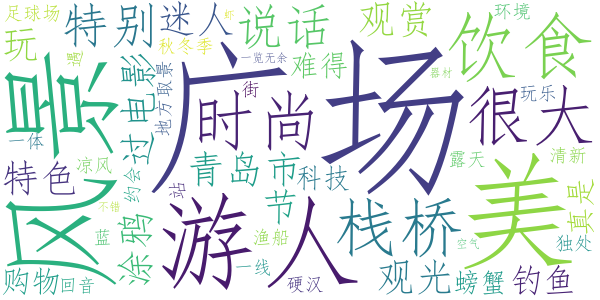 足球场
虾
玩
遇
特别
迷人
秋冬季
说话
一览无余
观赏
难得
环境
饮食
风景
过电影
地方
取景
广场
时尚
街
器材
玩乐
很大
一体
凉风
特色
约会
青岛市
科技
站
节
露天
清新
真是
美
不错
蓝
涂鸦
游人
渔船
一线
硬汉
栈桥
观光
空气
独处
螃蟹
钓鱼
购物
回音